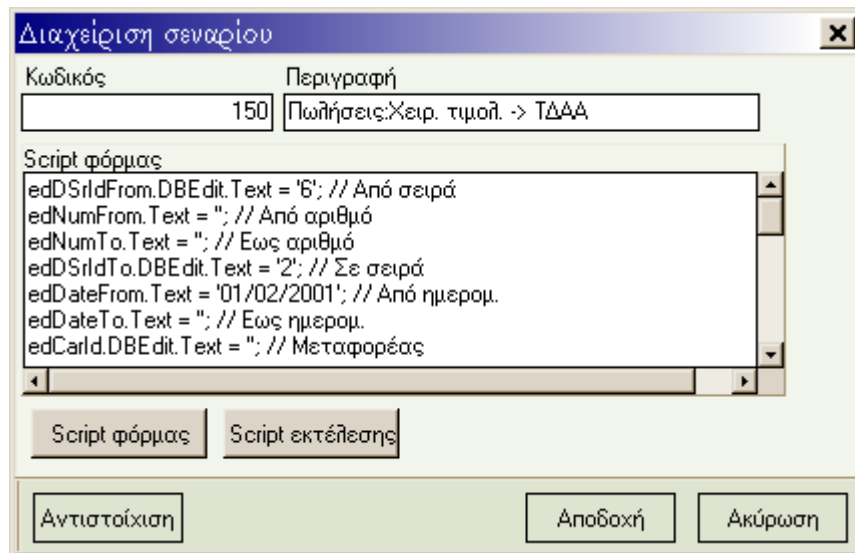 Διαχείριση σεναρίου
Κωδικός Περιγραφή
150 Πωλήσεις:Χειρ. τιμολ. -> ΤΔΑΑ
Script φόρμας
edDSrIdFrom.DBEdit.Text = '6'; // Από σειρά
edNumFrom.Text = ''; // Από αριθμό
edNumTo.Text = ''; // Εως αριθμό
edDSrIdTo.DBEdit.Text = '2'; // Σε σειρά
edDateFrom.Text = '01/02/2001'; // Από ημερομ.
edDateTo.Text = ''; // Εως ημερομ.
edCarId.DBEdit.Text = ''; // Μεταφορέας
Script φόρμας Script εκτέλεσης
Αντιστοίχιση Αποδοχή Ακύρωση